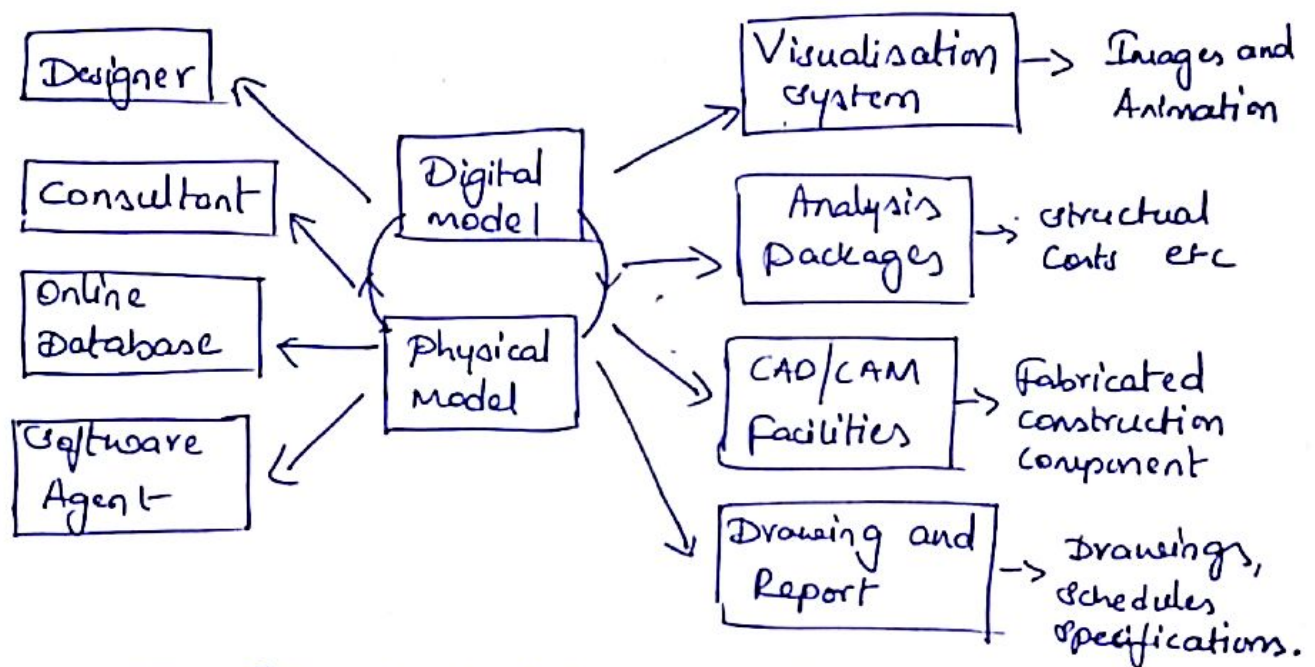 Designer
Consultant
Online
Database
Software
Agent
Digital
model
Physical
Model
Visualisation
system
Images and
Animation
Analysis
Packages
structual
Costs etc
CAD/CAM
Facilities
Fabricated
construction
component
Drawing and
Report
Drawings,
schedules
specifications.